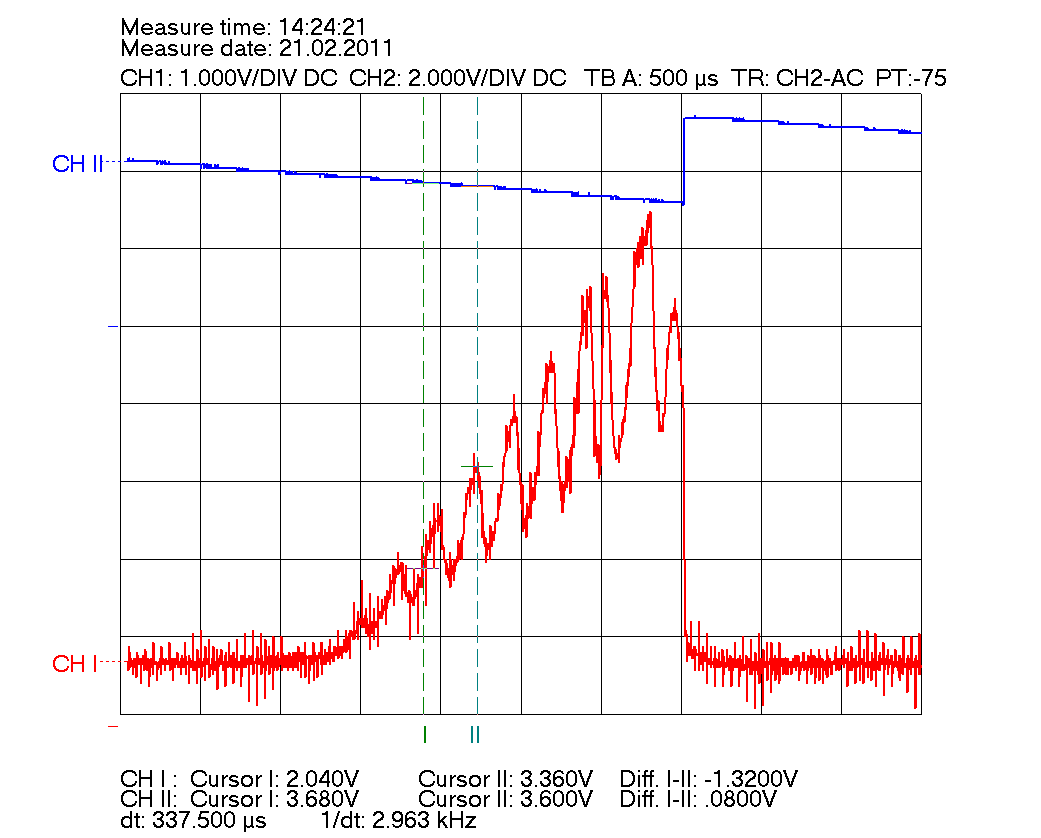 Measure time: 14:24:21
Measure date: 21.02.2011
CH1: 1.000V/DIV DC CH2: 2.000V/DIV DC TB A: 500 µs TR: CH2-AC PT:-75
CH II
CH I
I II
CH I : Cursor I: 2.040V Cursor II: 3.360V Diff. I-II: -1.3200V
CH II: Cursor I: 3.680V Cursor II: 3.600V Diff. I-II: .0800V
dt: 337.500 µs 1/dt: 2.963 kHz